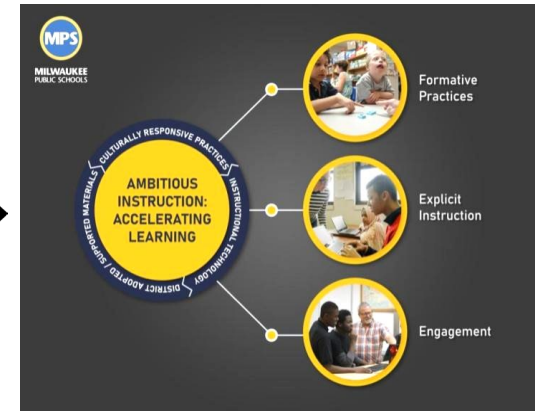 MPS
MILWAUKEE
PUBLIC SCHOOLS
CULTURALLY RESPONSIVE PRACTICES
INSTRUCTIONAL TECHNOLOGY
DISTRICT ADOPTED / SUPPORTED MATERIALS
AMBITIOUS
INSTRUCTION:
ACCELERATING
LEARNING
Formative
Practices
Explicit
Instruction
Engagement